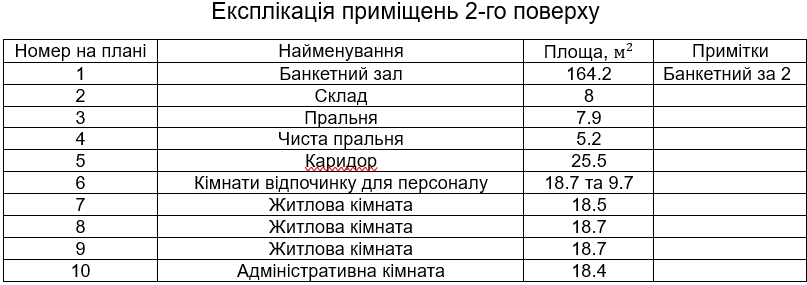 Експлікація приміщень 2-го поверху
Номер на плані Найменування Площа, м² Примітки
1 Банкетний зал 164.2 Банкетний за 2
2 Склад 8
3 Пральня 7.9
4 Чиста пральня 5.2
5 Каридор 25.5
6 Кімнати відпочинку для персоналу 18.7 та 9.7
7 Житлова кімната 18.5
8 Житлова кімната 18.7
9 Житлова кімната 18.7
10 Адміністративна кімната 18.4